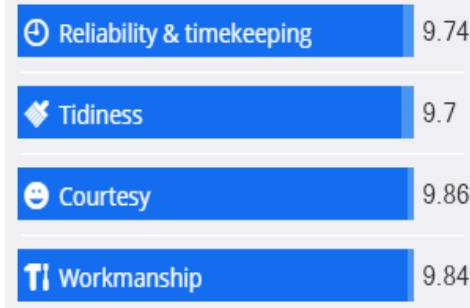 Reliability & timekeeping 9.74
Tidiness 9.7
Courtesy 9.86
Workmanship 9.84